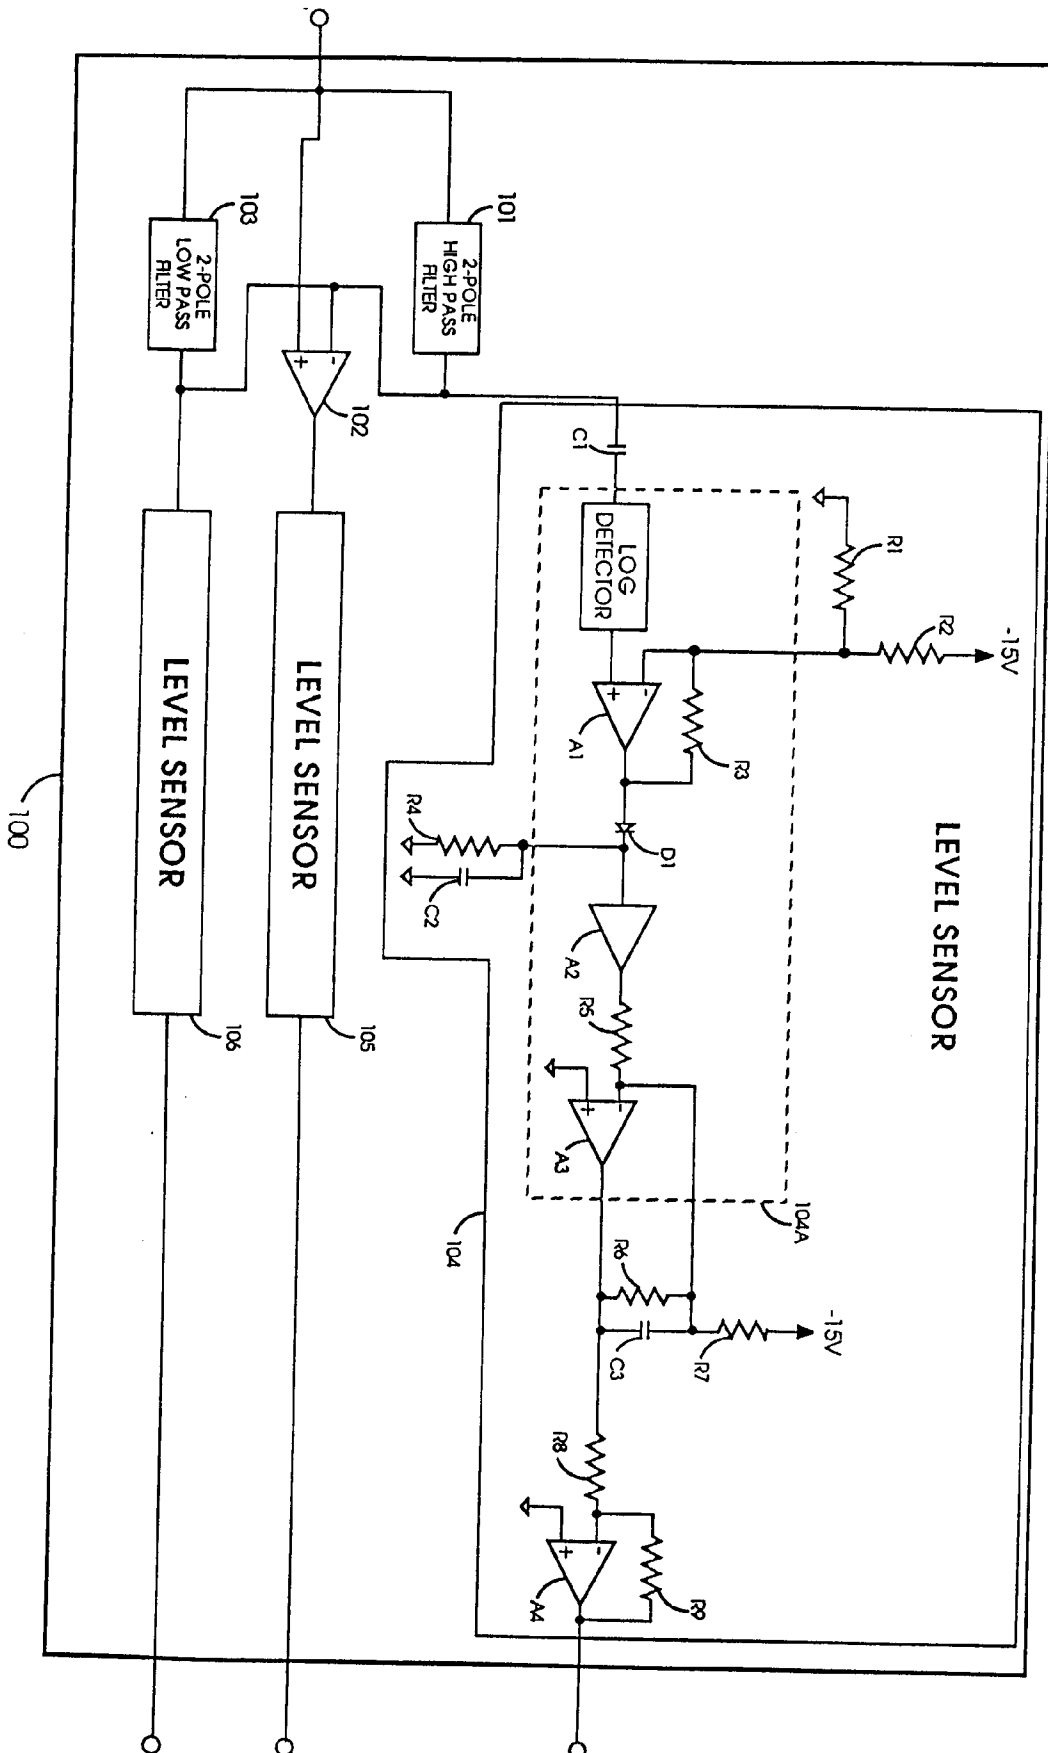 LEVEL SENSOR
-15V
R2
R1
101
2-POLE
HIGH PASS
FILTER
C1
LOG
DETECTOR
-
+
A1
R3
D1
R4
C2
A2
R5
-
+
A3
104A
-15V
R6
C3
R7
R8
-
+
A4
R9
104
-
+
102
LEVEL SENSOR
105
103
2-POLE
LOW PASS
FILTER
LEVEL SENSOR
106
100